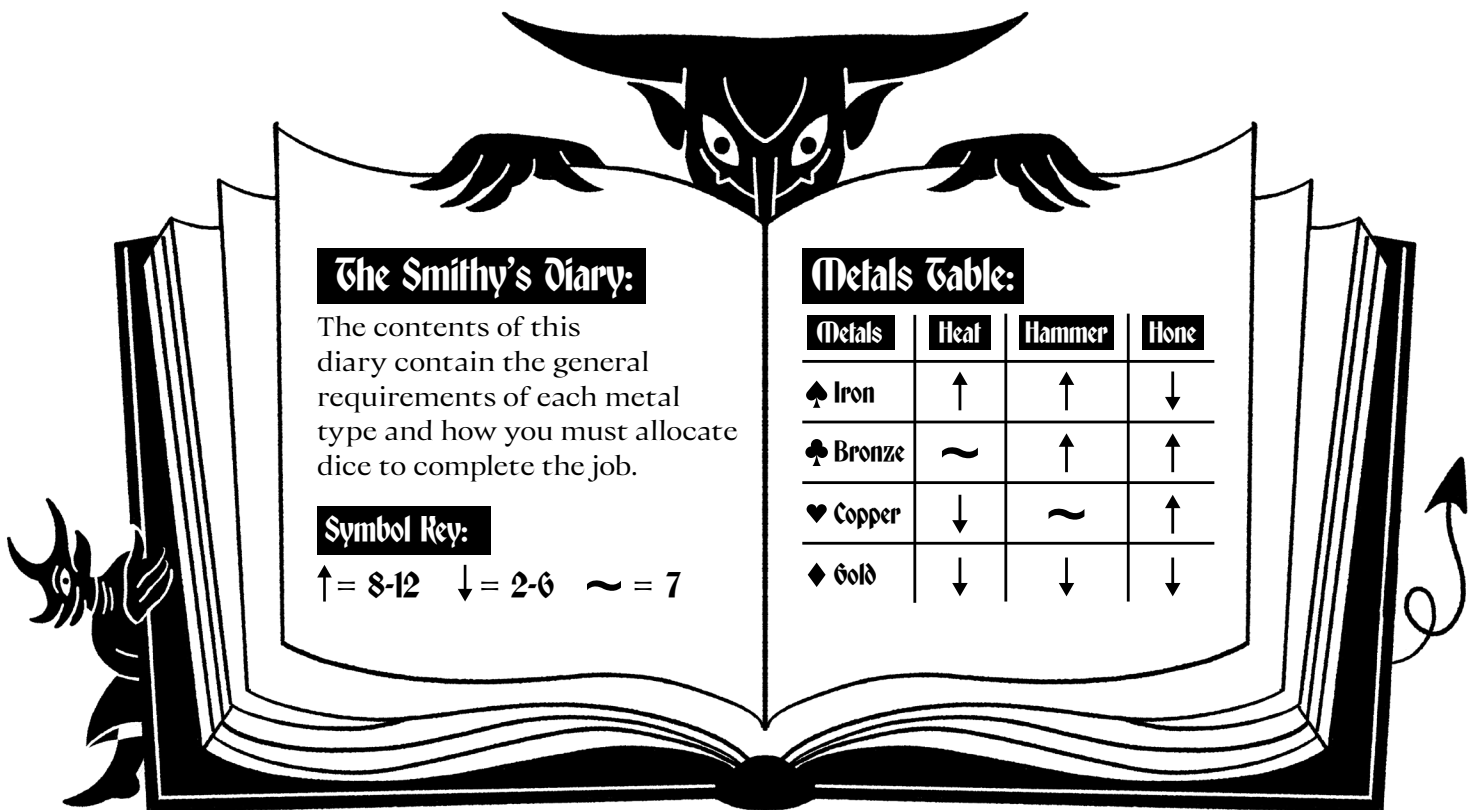 The Smithy's Diary:
The contents of this
diary contain the general
requirements of each metal
type and how you must allocate
dice to complete the job.
Symbol Key:
↑= 8-12 ↓= 2-6 ~ = 7
Metals Table:
Metals Heat Hammer Hone
♠ Iron ↑ ↑ ↓
♣ Bronze ~ ↑ ↑
♥ Copper ↓ ~ ↑
♦ Gold ↓ ↓ ↓